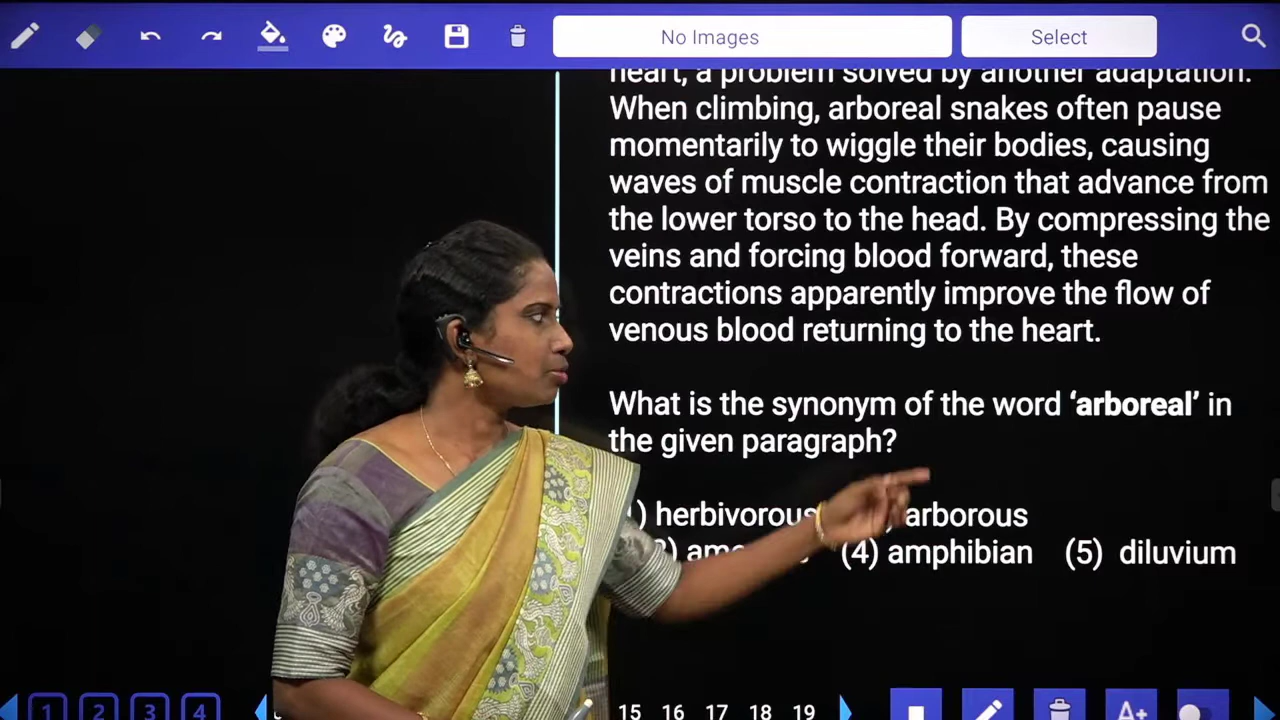 No Images
Select
heart, a problem solved by another adaptation.
When climbing, arboreal snakes often pause
momentarily to wiggle their bodies, causing
waves of muscle contraction that advance from
the lower torso to the head. By compressing the
veins and forcing blood forward, these
contractions apparently improve the flow of
venous blood returning to the heart.
What is the synonym of the word ‘arboreal’ in
the given paragraph?
) herbivorous arborous
) (4) amphibian (5) diluvium
1 2 3 4 15 16 17 18 19 A+